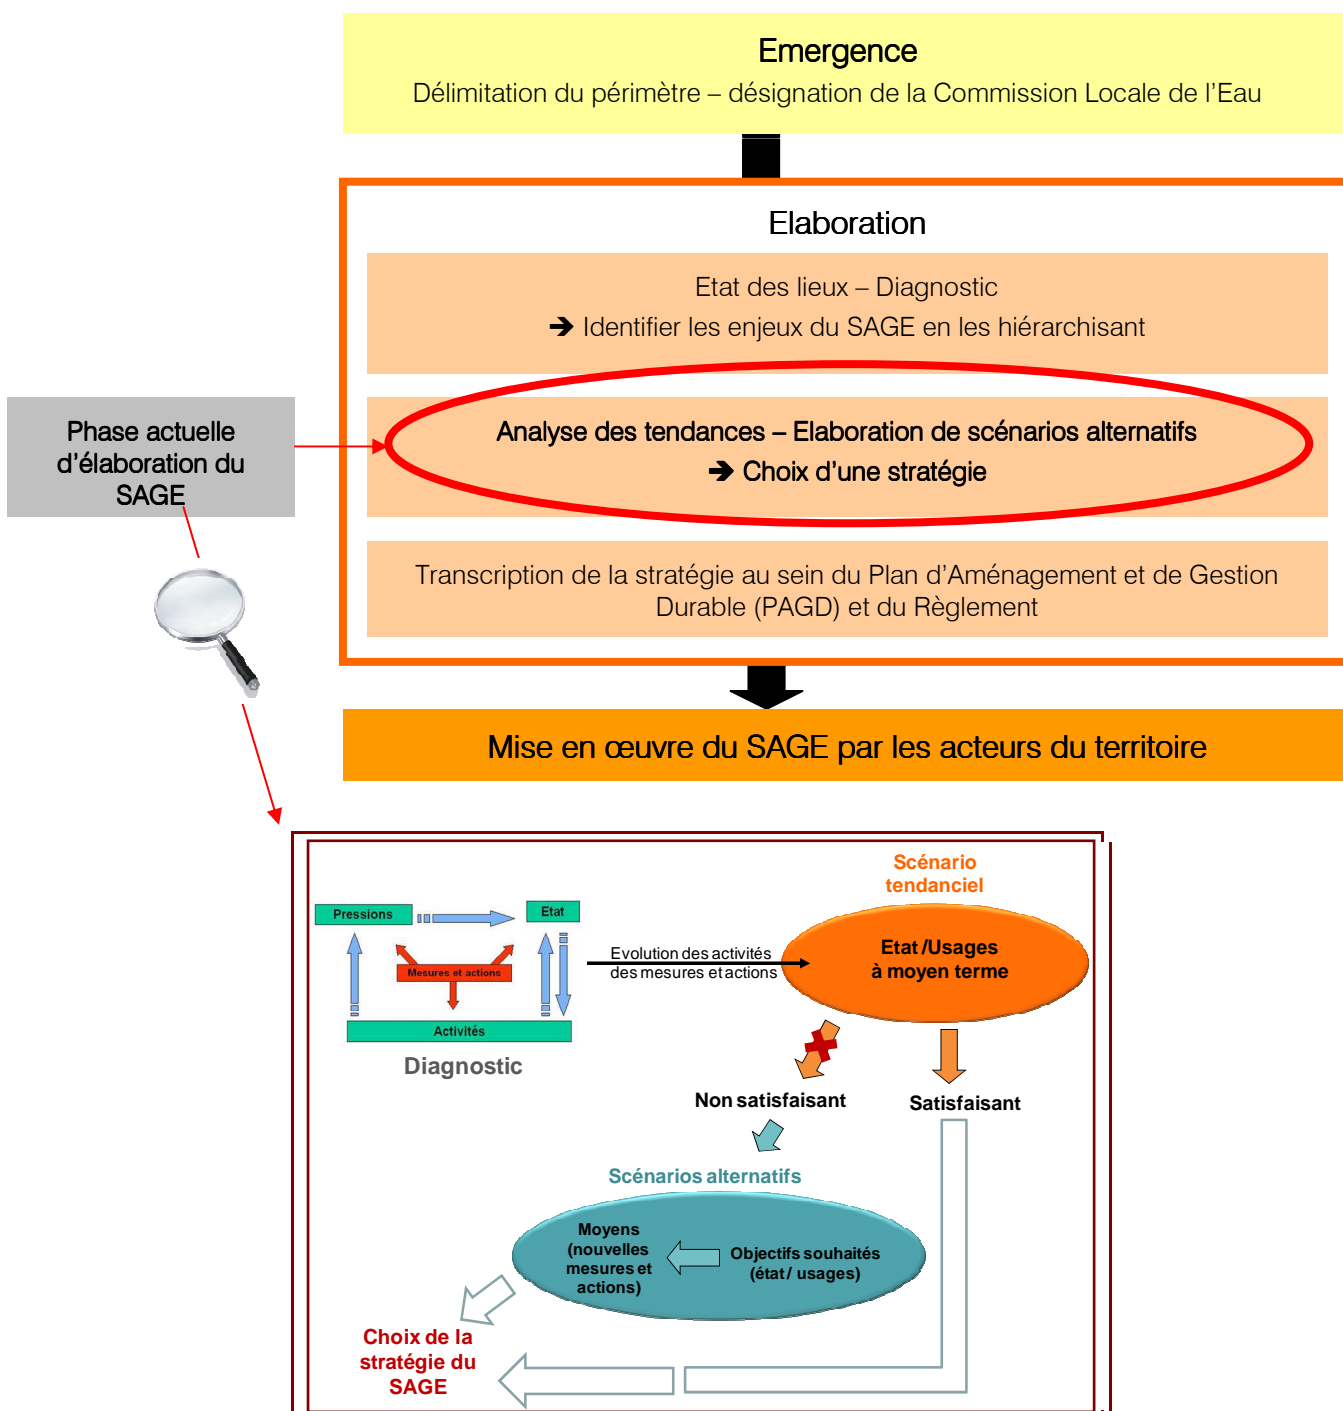 Emergence
Délimitation du périmètre – désignation de la Commission Locale de l'Eau
Elaboration
Etat des lieux – Diagnostic
➔ Identifier les enjeux du SAGE en les hiérarchisant
Phase actuelle
d'élaboration du
SAGE
Analyse des tendances – Elaboration de scénarios alternatifs
➔ Choix d'une stratégie
Transcription de la stratégie au sein du Plan d'Aménagement et de Gestion
Durable (PAGD) et du Règlement
Mise en œuvre du SAGE par les acteurs du territoire
Scénario
tendanciel
Pressions
Etat
Mesures et actions
Activités
Diagnostic
Evolution des activités
des mesures et actions
Etat /Usages
à moyen terme
Non satisfaisant
Satisfaisant
Scénarios alternatifs
Moyens
(nouvelles
mesures et
actions)
Objectifs souhaités
(état / usages)
Choix de la
stratégie du
SAGE